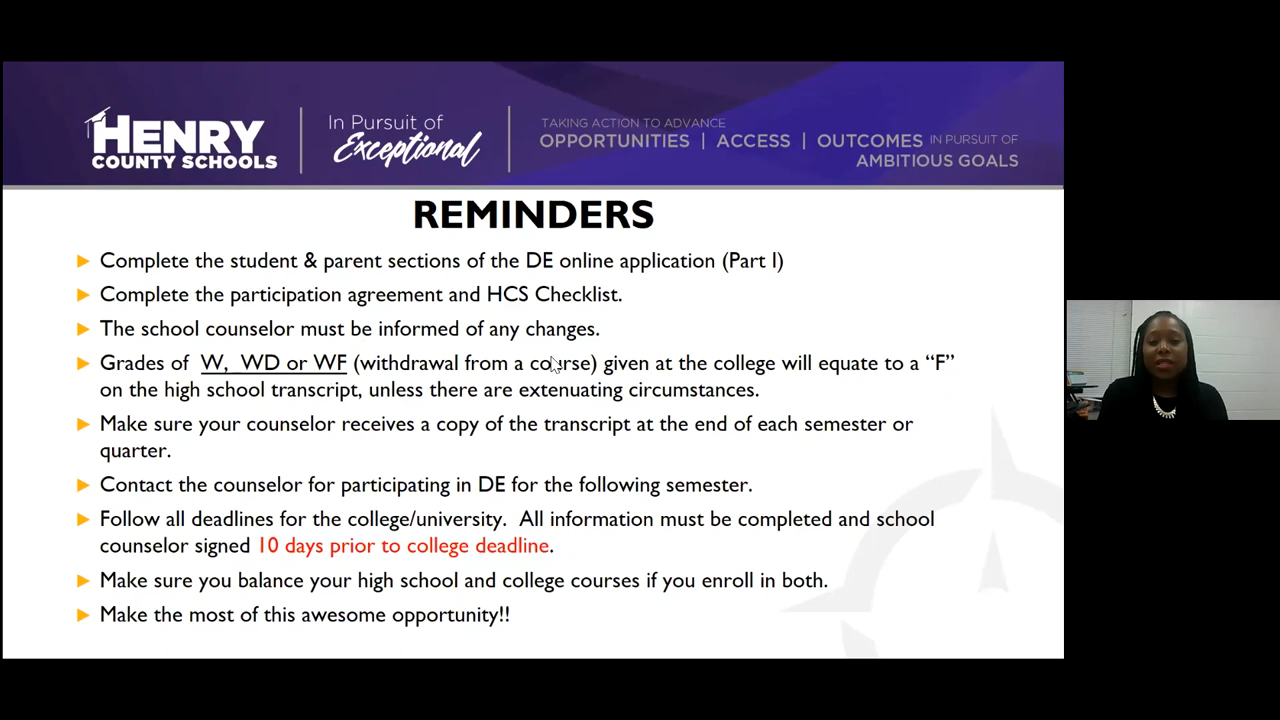 HENRY
COUNTY SCHOOLS
In Pursuit of
Exceptional
TAKING ACTION TO ADVANCE
OPPORTUNITIES | ACCESS | OUTCOMES IN PURSUIT OF
AMBITIOUS GOALS
REMINDERS
Complete the student & parent sections of the DE online application (Part I)
Complete the participation agreement and HCS Checklist.
The school counselor must be informed of any changes.
Grades of W, WD or WF (withdrawal from a course) given at the college will equate to a “F”
on the high school transcript, unless there are extenuating circumstances.
Make sure your counselor receives a copy of the transcript at the end of each semester or
quarter.
Contact the counselor for participating in DE for the following semester.
Follow all deadlines for the college/university. All information must be completed and school
counselor signed 10 days prior to college deadline.
Make sure you balance your high school and college courses if you enroll in both.
Make the most of this awesome opportunity!!